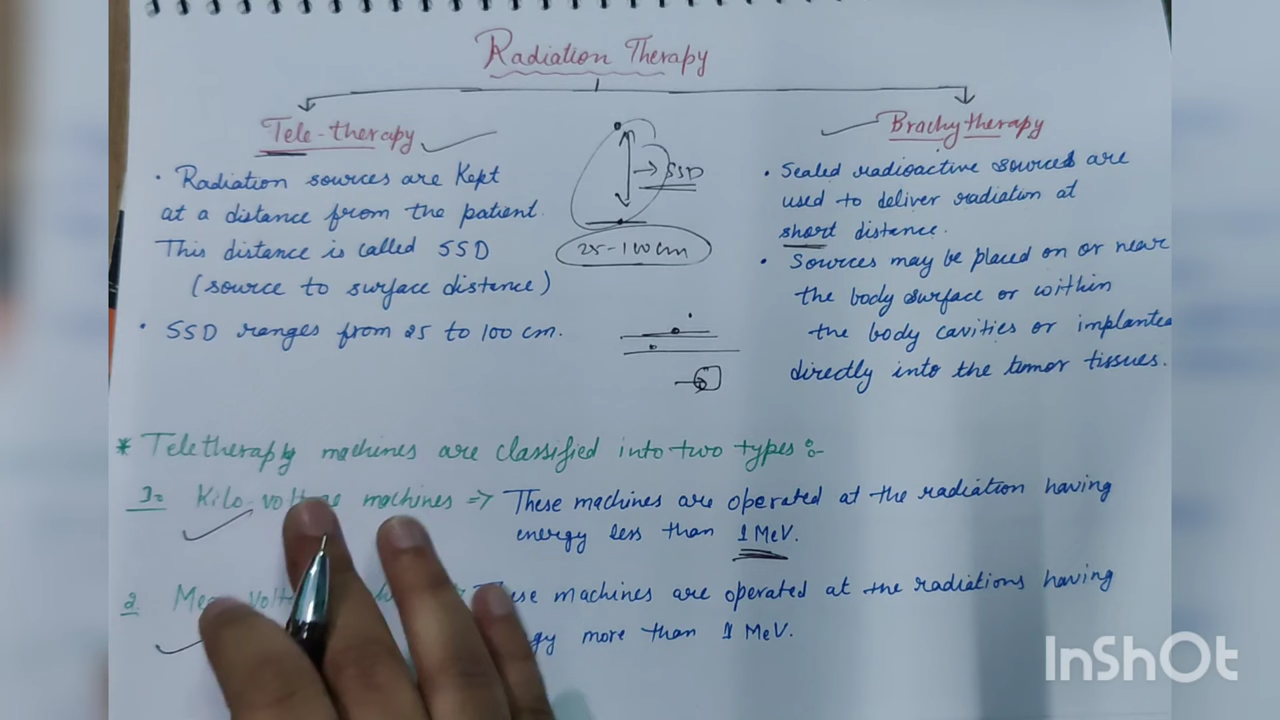 Radiation Therapy
Tele-therapy
• Radiation sources are Kept
at a distance from the patient.
This distance is called SSD
(source to surface distance)
• SSD ranges from 25 to 100 cm.
SSD
25-100cm
Brachytherapy
• Sealed radioactive sources are
used to deliver radiation at
short distance.
• Sources may be placed on or near
the body surface or within
the body cavities or implanted
directly into the tumor tissues.
* Teletherapy machines are classified into two types :-
1:- Kilo-voltage machines => These machines are operated at the radiation having
energy less than 1 MeV.
2 machines are operated at the radiations having
more than 1 MeV.
InShOt